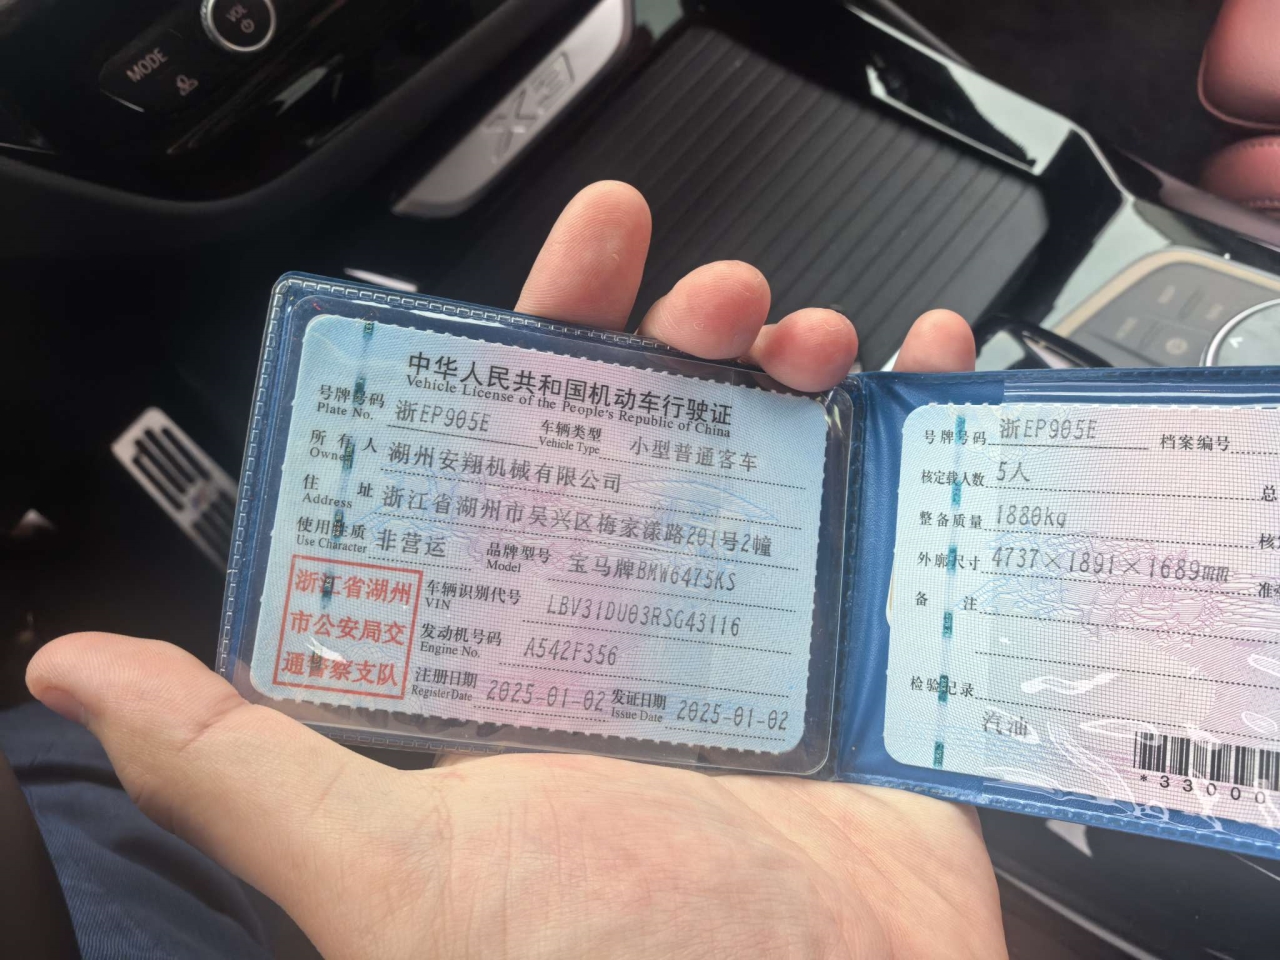 MODE
VOL
X3
中华人民共和国机动车行驶证
Vehicle License of the People's Republic of China
号牌号码 浙EP905E 车辆类型 小型普通客车
Plate No. Vehicle Type
所有人 湖州安翔机械有限公司
Owner
住址 浙江省湖州市吴兴区梅家漾路201号2幢
Address
使用性质 非营运 品牌型号 宝马牌BMW6475KS
Use Character Model
浙江省湖州
市公安局交
通警察支队
车辆识别代号 LBV31DU03RSG43116
VIN
发动机号码 A542F356
Engine No.
注册日期 2025-01-02 发证日期 2025-01-02
Register Date Issue Date
号牌号码 浙EP905E 档案编号
核定载人数 5人 总
整备质量 1880Kg 核
外廓尺寸 4737×1891×1689mm 准
备注
检验记录
汽油
*33000